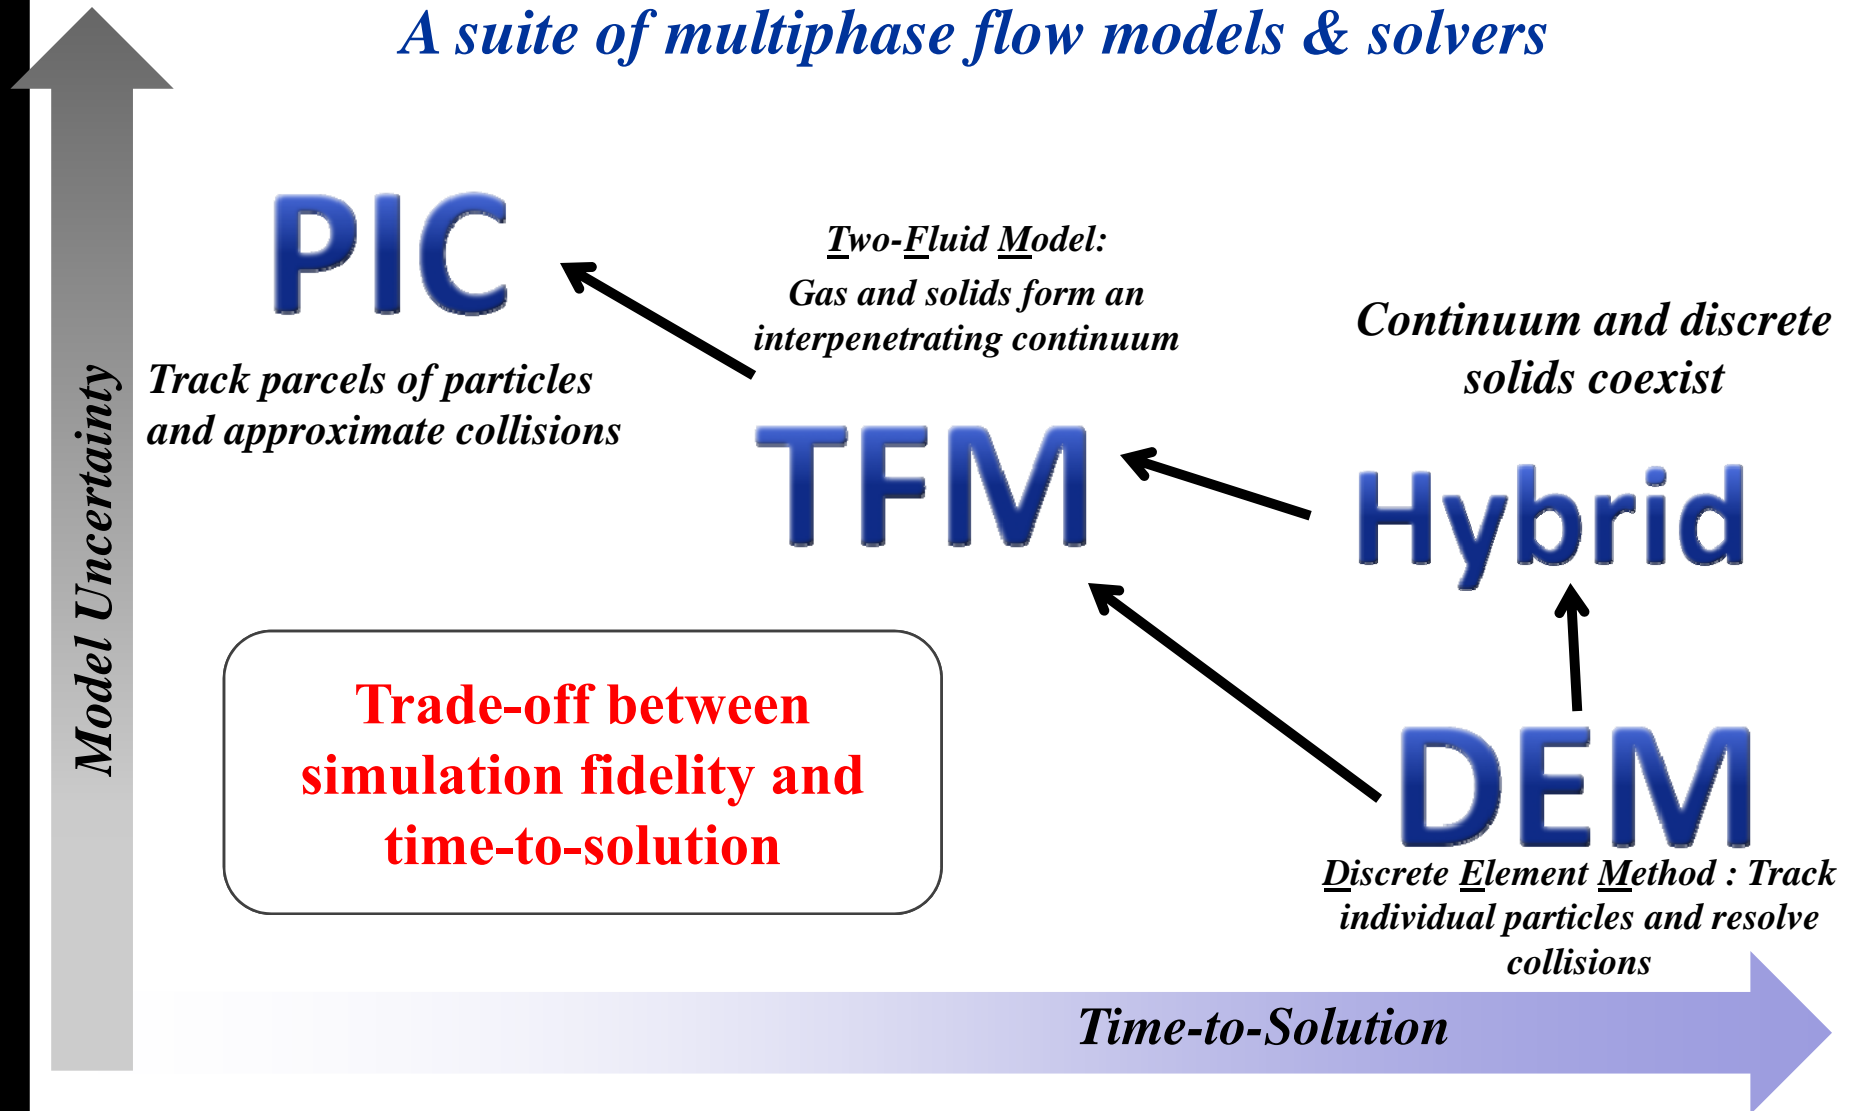 A suite of multiphase flow models & solvers
PIC
Track parcels of particles
and approximate collisions
Two-Fluid Model:
Gas and solids form an
interpenetrating continuum
TFM
Continuum and discrete
solids coexist
Hybrid
DEM
Discrete Element Method : Track
individual particles and resolve
collisions
Trade-off between
simulation fidelity and
time-to-solution
Model Uncertainty
Time-to-Solution